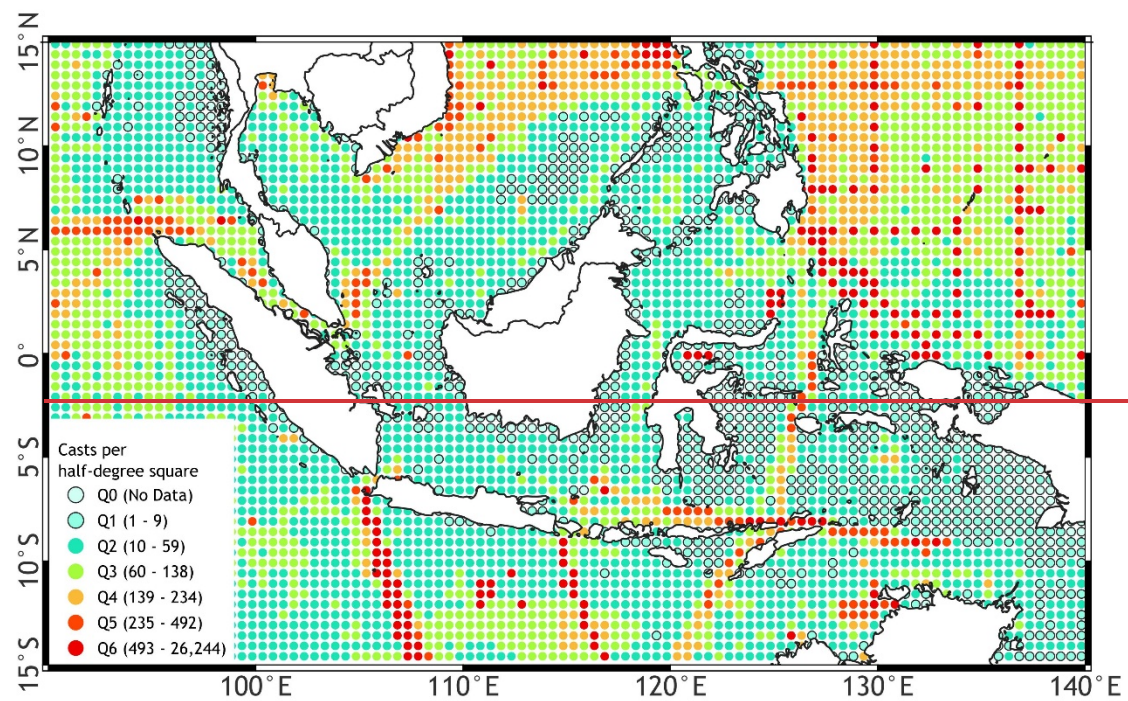 15°N
10°N
5°N
0°
5°S
10°S
15°S
Casts per
half-degree square
Q0 (No Data)
Q1 (1 - 9)
Q2 (10 - 59)
Q3 (60 - 138)
Q4 (139 - 234)
Q5 (235 - 492)
Q6 (493 - 26,244)
100°E
110°E
120°E
130°E
140°E